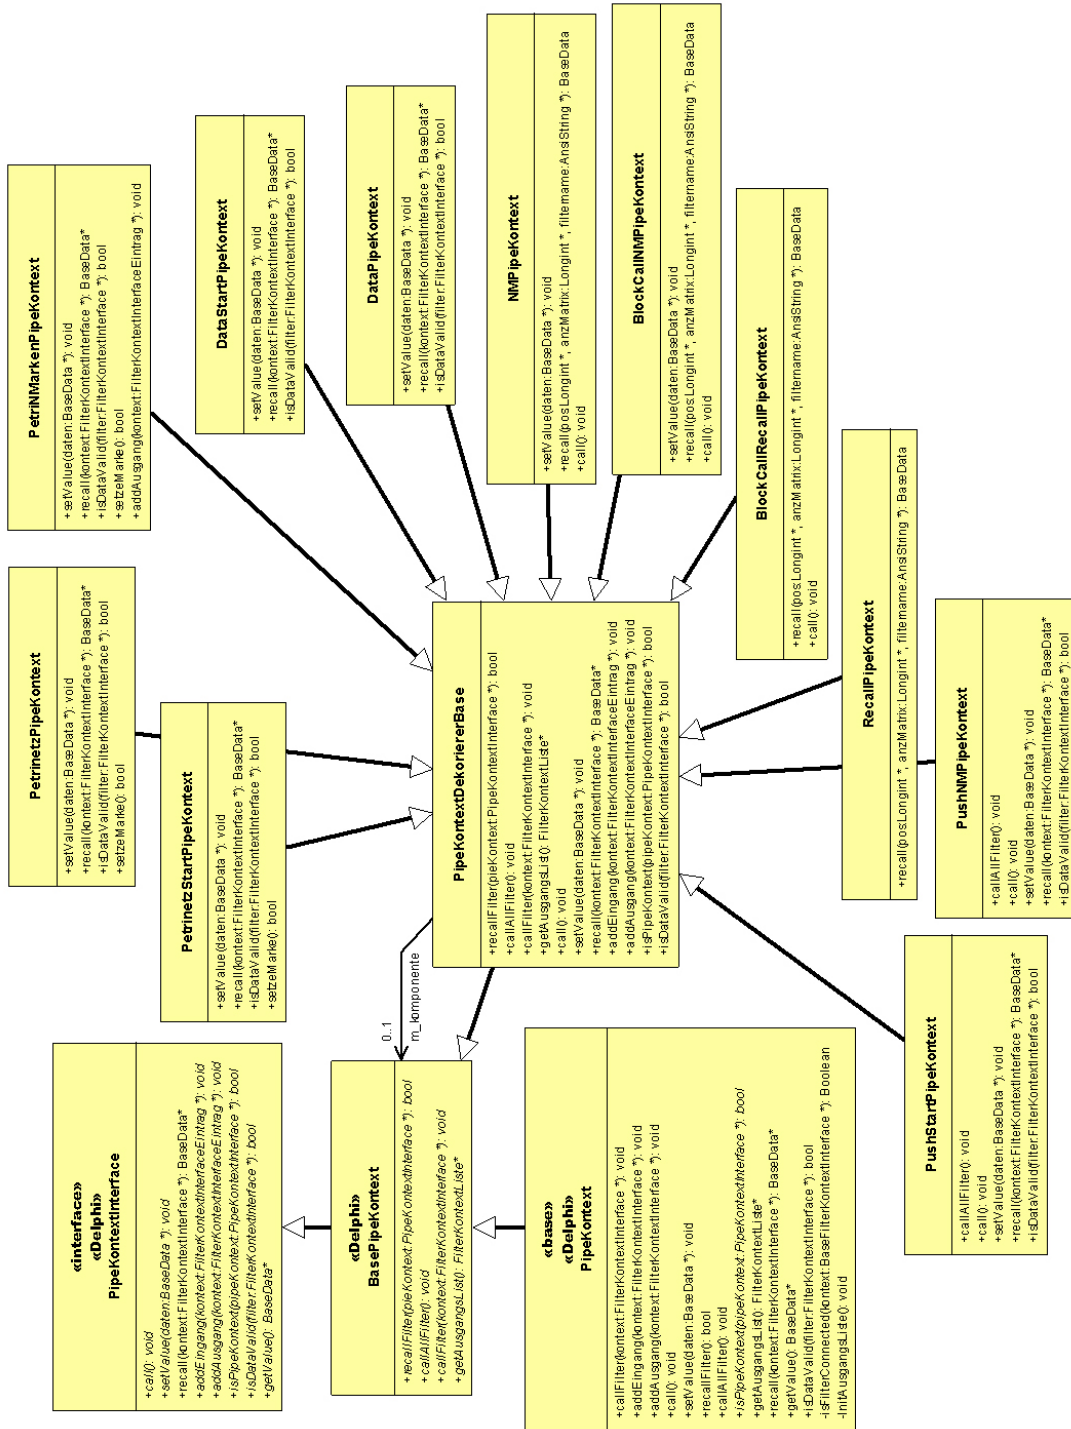 «interface»
«Delphi»
PipeKontextInterface
+call(): void
+setValue(daten:BaseData *): void
+recall(kontext:FilterKontextInterface *): BaseData*
+addEingang(kontext:FilterKontextInterfaceEintrag *): void
+addAusgang(kontext:FilterKontextInterfaceEintrag *): void
+isPipeKontext(pipeKontext:PipeKontextInterface *): bool
+isDataValid(filter:FilterKontextInterface *): bool
+getValue(): BaseData*
PetrinetzStartPipeKontext
+setValue(daten:BaseData *): void
+recall(kontext:FilterKontextInterface *): BaseData*
+isDataValid(filter:FilterKontextInterface *): bool
+setzeMarke(): bool
PetrinetzPipeKontext
+setValue(daten:BaseData *): void
+recall(kontext:FilterKontextInterface *): BaseData*
+isDataValid(filter:FilterKontextInterface *): bool
+setzeMarke(): bool
PetriNMarkenPipeKontext
+setValue(daten:BaseData *): void
+recall(kontext:FilterKontextInterface *): BaseData*
+isDataValid(filter:FilterKontextInterface *): bool
+setzeMarke(): bool
+addAusgang(kontext:FilterKontextInterfaceEintrag *): void
DataStartPipeKontext
+setValue(daten:BaseData *): void
+recall(kontext:FilterKontextInterface *): BaseData*
+isDataValid(filter:FilterKontextInterface *): bool
DataPipeKontext
+setValue(daten:BaseData *): void
+recall(kontext:FilterKontextInterface *): BaseData*
+isDataValid(filter:FilterKontextInterface *): bool
«Delphi»
BasePipeKontext
+recallFilter(pieKontext:PipeKontextInterface *): bool
+callAllFilter(): void
+callFilter(kontext:FilterKontextInterface *): void
+getAusgangsList(): FilterKontextListe*
0..1
m_komponente
PipeKontextDekoriererBase
+recallFilter(pieKontext:PipeKontextInterface *): bool
+callAllFilter(): void
+callFilter(kontext:FilterKontextInterface *): void
+getAusgangsList(): FilterKontextListe*
+call(): void
+setValue(daten:BaseData *): void
+recall(kontext:FilterKontextInterface *): BaseData*
+addEingang(kontext:FilterKontextInterfaceEintrag *): void
+addAusgang(kontext:FilterKontextInterfaceEintrag *): void
+isPipeKontext(pipeKontext:PipeKontextInterface *): bool
+isDataValid(filter:FilterKontextInterface *): bool
NMPipeKontext
+setValue(daten:BaseData *): void
+recall(pos:Longint *, anzMatrix:Longint *, filtername:AnsiString *): BaseData
+call(): void
BlockCallNMPipeKontext
+setValue(daten:BaseData *): void
+recall(pos:Longint *, anzMatrix:Longint *, filtername:AnsiString *): BaseData
+call(): void
BlockCallRecallPipeKontext
+recall(pos:Longint *, anzMatrix:Longint *, filtername:AnsiString *): BaseData
+call(): void
«base»
«Delphi»
PipeKontext
+callFilter(kontext:FilterKontextInterface *): void
+addEingang(kontext:FilterKontextInterfaceEintrag *): void
+addAusgang(kontext:FilterKontextInterfaceEintrag *): void
+call(): void
+setValue(daten:BaseData *): void
+recallFilter(): bool
+callAllFilter(): void
+isPipeKontext(pipeKontext:PipeKontextInterface *): bool
+getAusgangsList(): FilterKontextListe*
+recall(kontext:FilterKontextInterface *): BaseData*
+getValue(): BaseData*
+isDataValid(filter:FilterKontextInterface *): bool
-isFilterConnected(kontext:BaseFilterKontextInterface *): Boolean
-InitAusgangsListe(): void
RecallPipeKontext
+recall(pos:Longint *, anzMatrix:Longint *, filtername:AnsiString *): BaseData
PushNMPipeKontext
+callAllFilter(): void
+call(): void
+setValue(daten:BaseData *): void
+recall(kontext:FilterKontextInterface *): BaseData*
+isDataValid(filter:FilterKontextInterface *): bool
PushStartPipeKontext
+callAllFilter(): void
+call(): void
+setValue(daten:BaseData *): void
+recall(kontext:FilterKontextInterface *): BaseData*
+isDataValid(filter:FilterKontextInterface *): bool